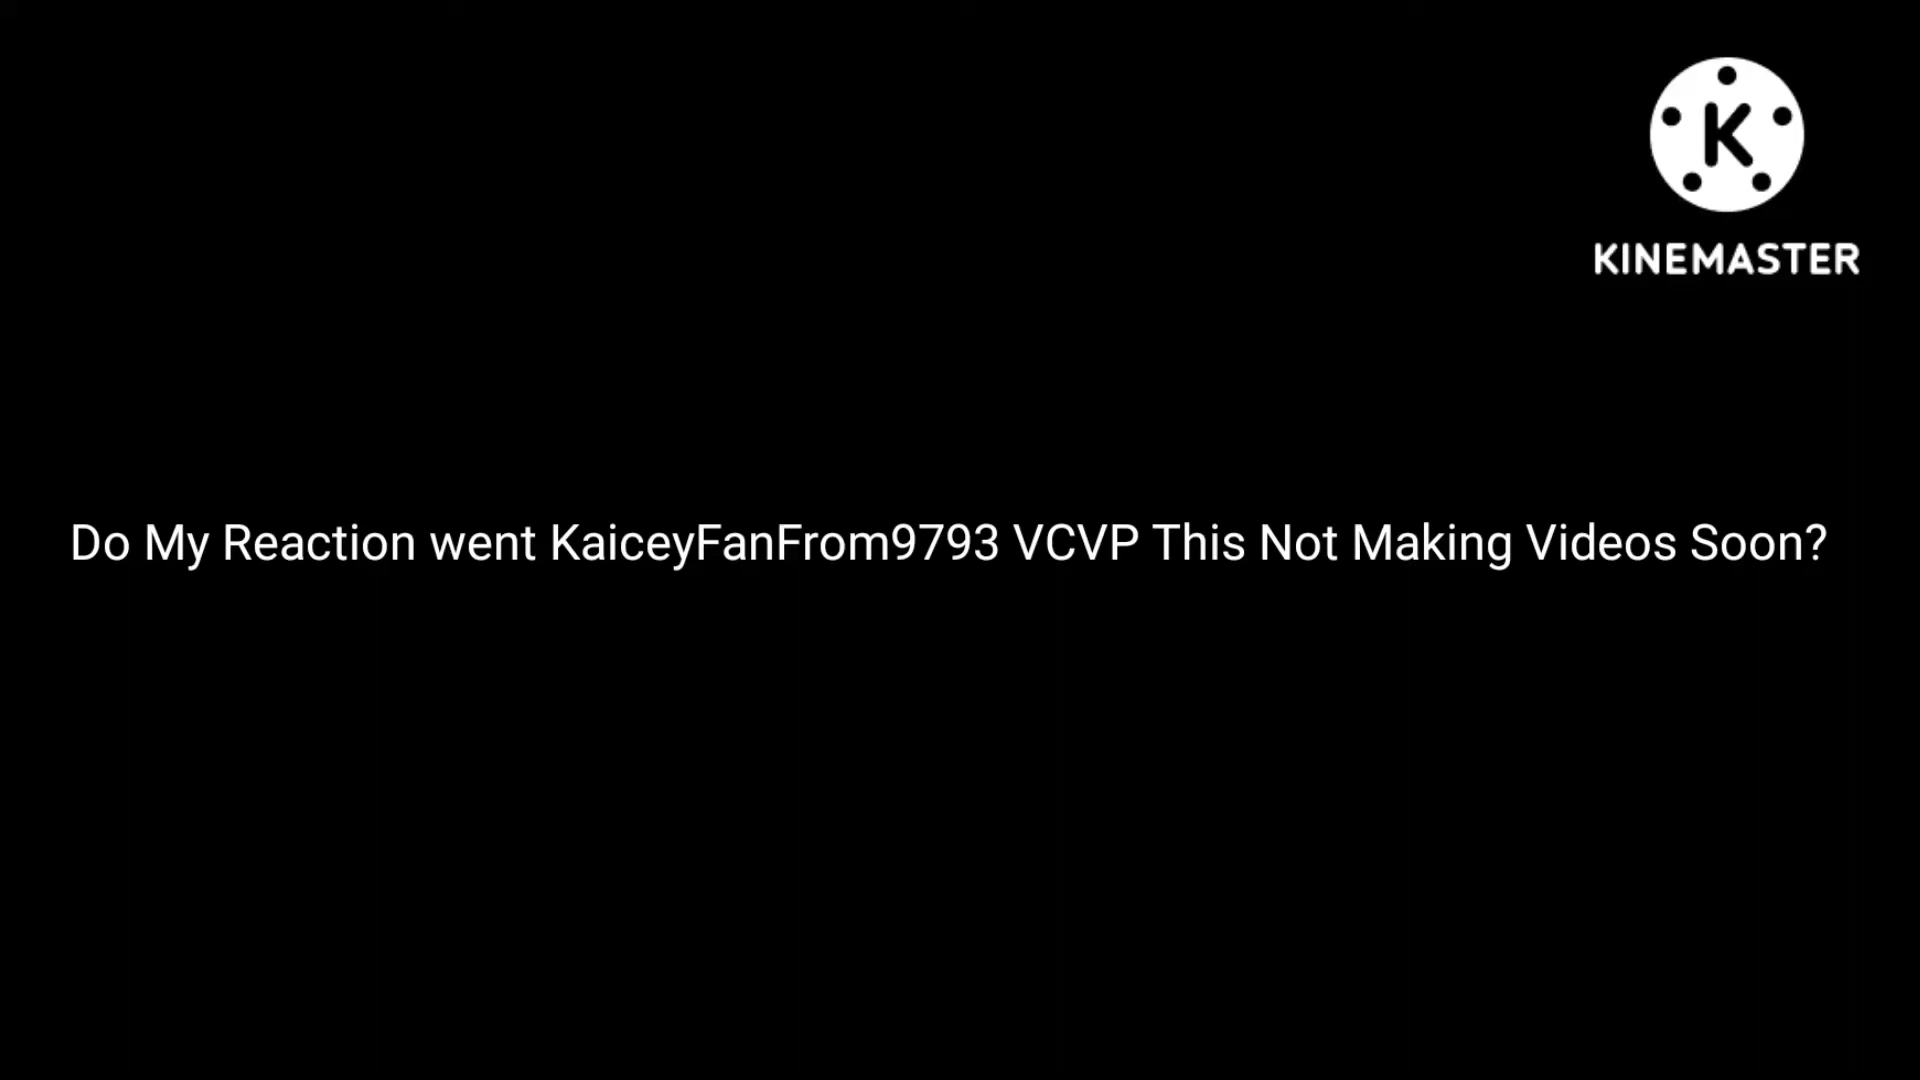 K
KINEMASTER
Do My Reaction went KaiceyFanFrom9793 VCVP This Not Making Videos Soon?